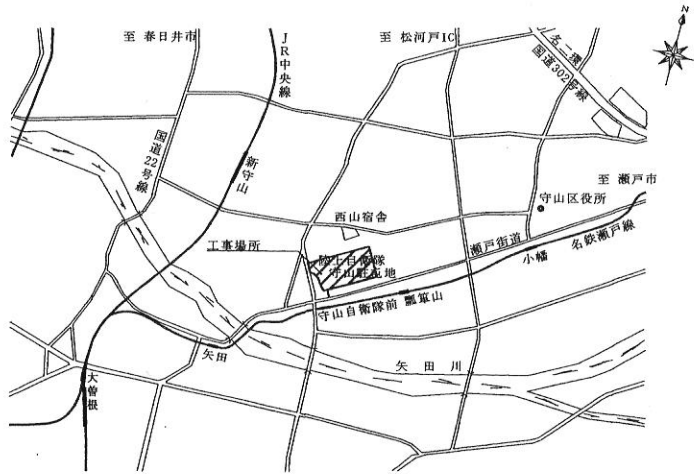 N
至 春日井市
JR中央線
至 松河戸IC
名二環
国道302号線
国道22号線
新守山
至 瀬戸市
守山区役所
西山宿舎
工事場所
陸上自衛隊
守山駐屯地
瀬戸街道
小幡
名鉄瀬戸線
守山自衛隊前
瓢箪山
矢田
矢田川
大曽根